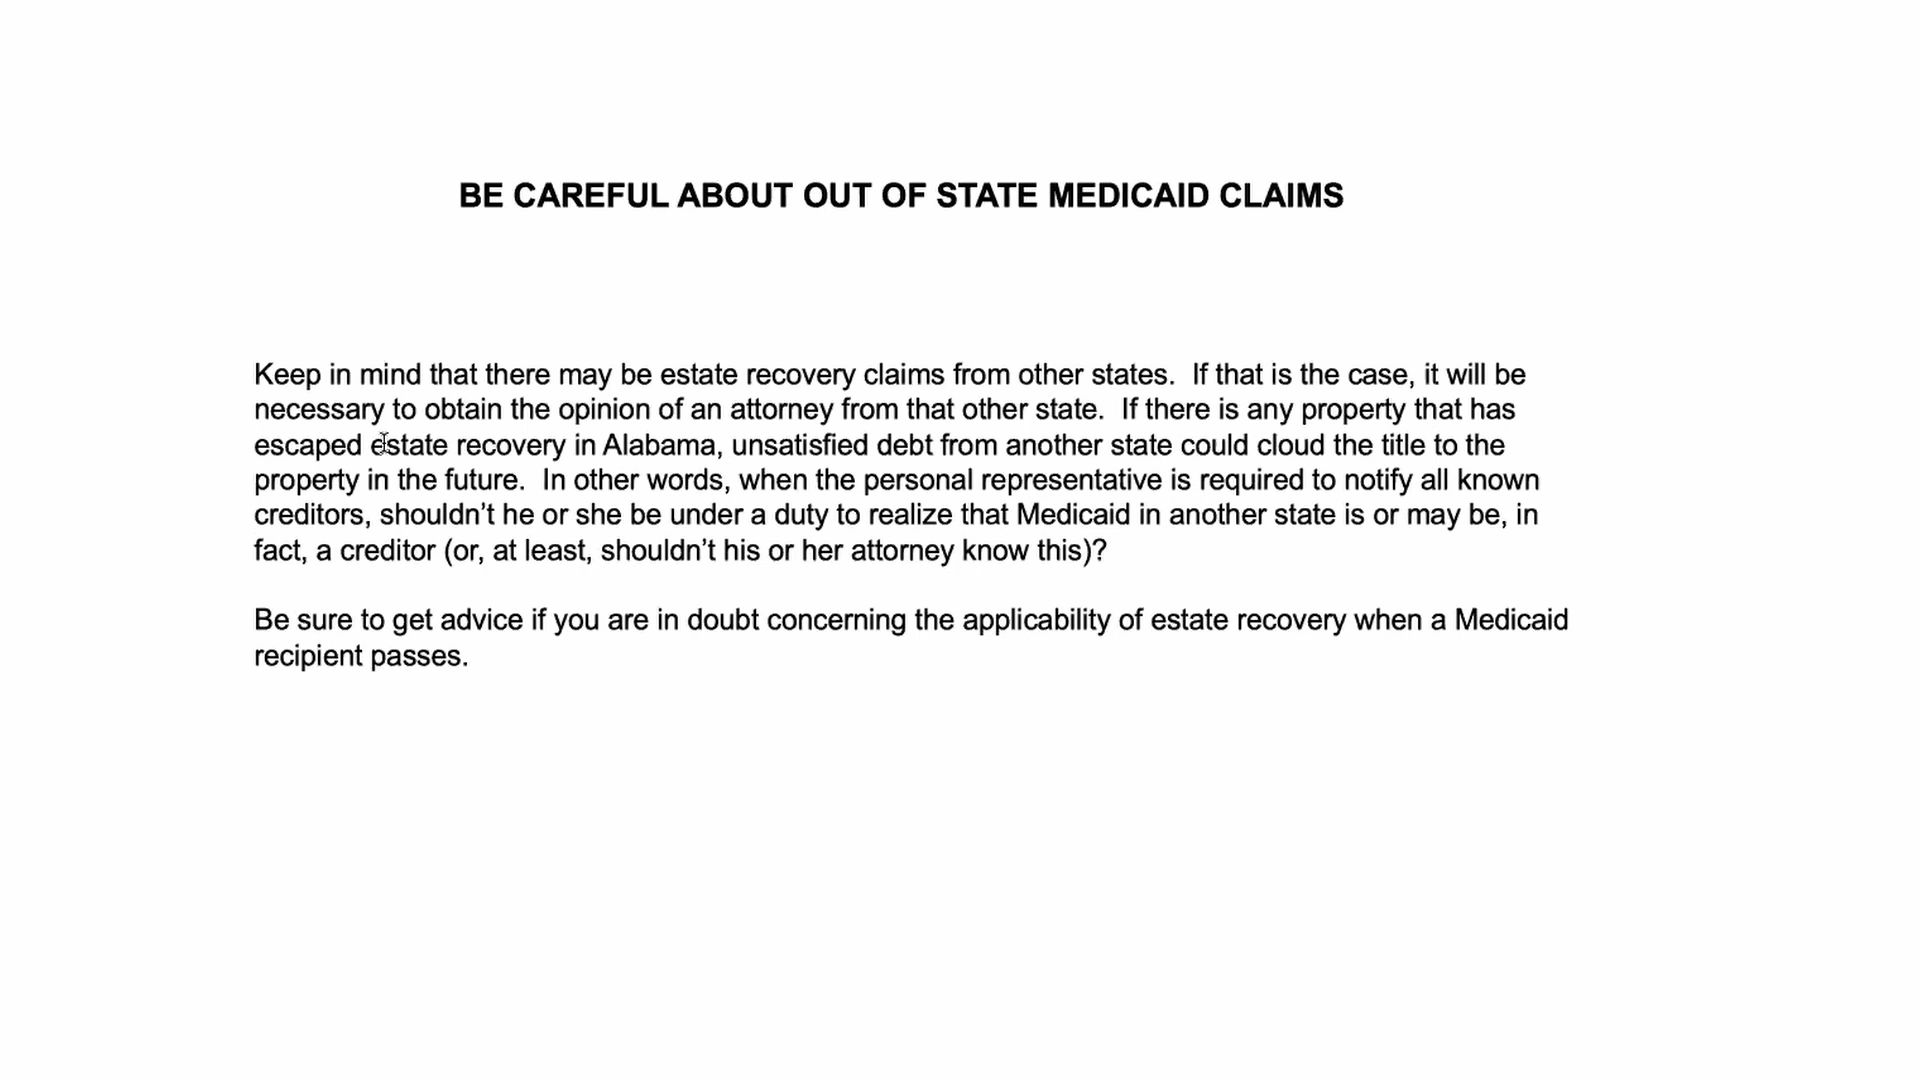 BE CAREFUL ABOUT OUT OF STATE MEDICAID CLAIMS
Keep in mind that there may be estate recovery claims from other states.  If that is the case, it will be
necessary to obtain the opinion of an attorney from that other state.  If there is any property that has
escaped estate recovery in Alabama, unsatisfied debt from another state could cloud the title to the
property in the future.  In other words, when the personal representative is required to notify all known
creditors, shouldn’t he or she be under a duty to realize that Medicaid in another state is or may be, in
fact, a creditor (or, at least, shouldn’t his or her attorney know this)?
Be sure to get advice if you are in doubt concerning the applicability of estate recovery when a Medicaid
recipient passes.